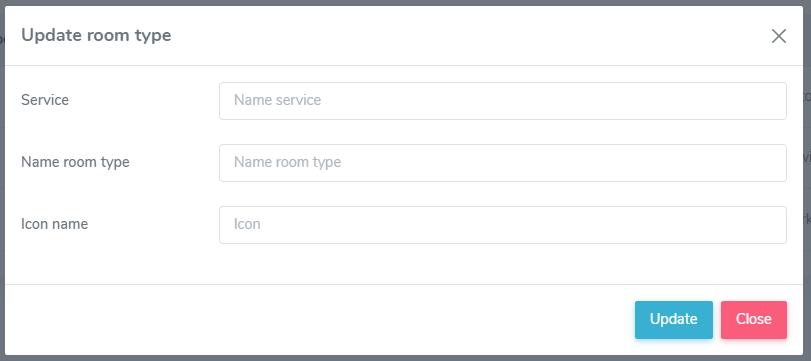 Update room type
Service
Name service
Name room type
Name room type
Icon name
Icon
Update
Close